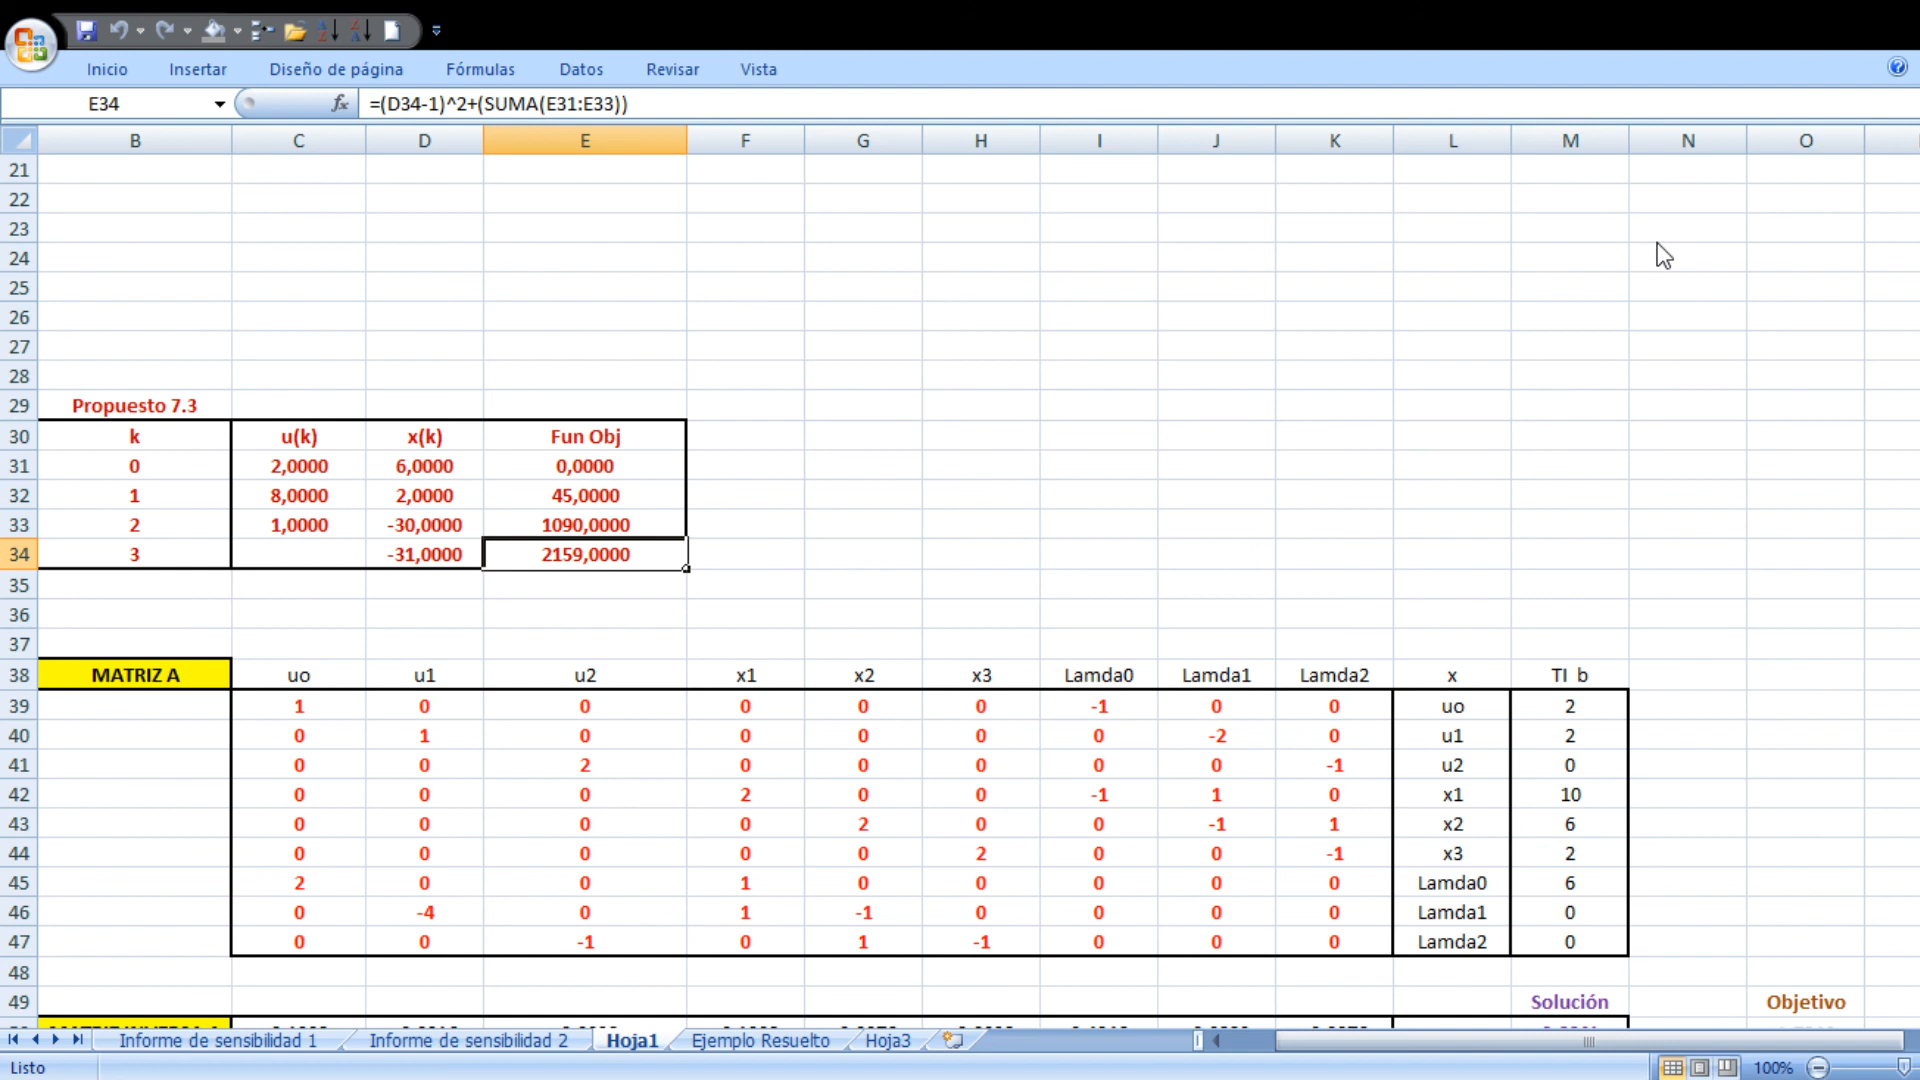 Inicio Insertar Diseño de página Fórmulas Datos Revisar Vista
E34 fx =(D34-1)^2+(SUMA(E31:E33))
B C D E F G H I J K L M N O
21
22
23
24
25
26
27
28
29 Propuesto 7.3
30 k u(k) x(k) Fun Obj
31 0 2,0000 6,0000 0,0000
32 1 8,0000 2,0000 45,0000
33 2 1,0000 -30,0000 1090,0000
34 3 -31,0000 2159,0000
35
36
37
38 MATRIZ A uo u1 u2 x1 x2 x3 Lamda0 Lamda1 Lamda2 x TI b
39 1 0 0 0 0 0 -1 0 0 uo 2
40 0 1 0 0 0 0 0 -2 0 u1 2
41 0 0 2 0 0 0 0 0 -1 u2 0
42 0 0 0 2 0 0 -1 1 0 x1 10
43 0 0 0 0 2 0 0 -1 1 x2 6
44 0 0 0 0 0 2 0 0 -1 x3 2
45 2 0 0 1 0 0 0 0 0 Lamda0 6
46 0 -4 0 1 -1 0 0 0 0 Lamda1 0
47 0 0 -1 0 1 -1 0 0 0 Lamda2 0
48
49 Solución Objetivo
Informe de sensibilidad 1 Informe de sensibilidad 2 Hoja1 Ejemplo Resuelto Hoja3
Listo 100%